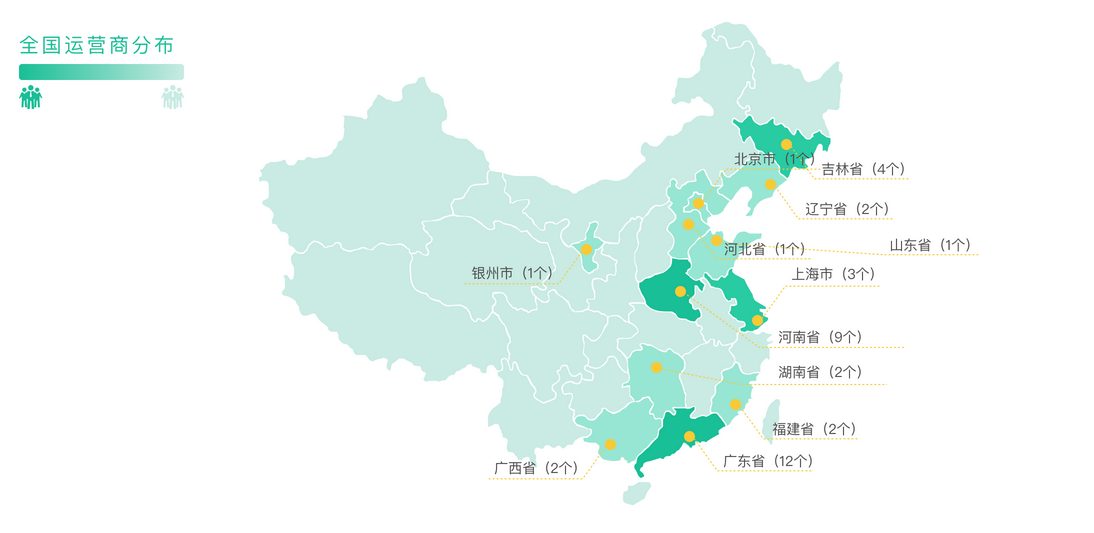 全国运营商分布
北京市（1个）
吉林省（4个）
辽宁省（2个）
河北省（1个）
山东省（1个）
银州市（1个）
上海市（3个）
河南省（9个）
湖南省（2个）
福建省（2个）
广西省（2个）
广东省（12个）